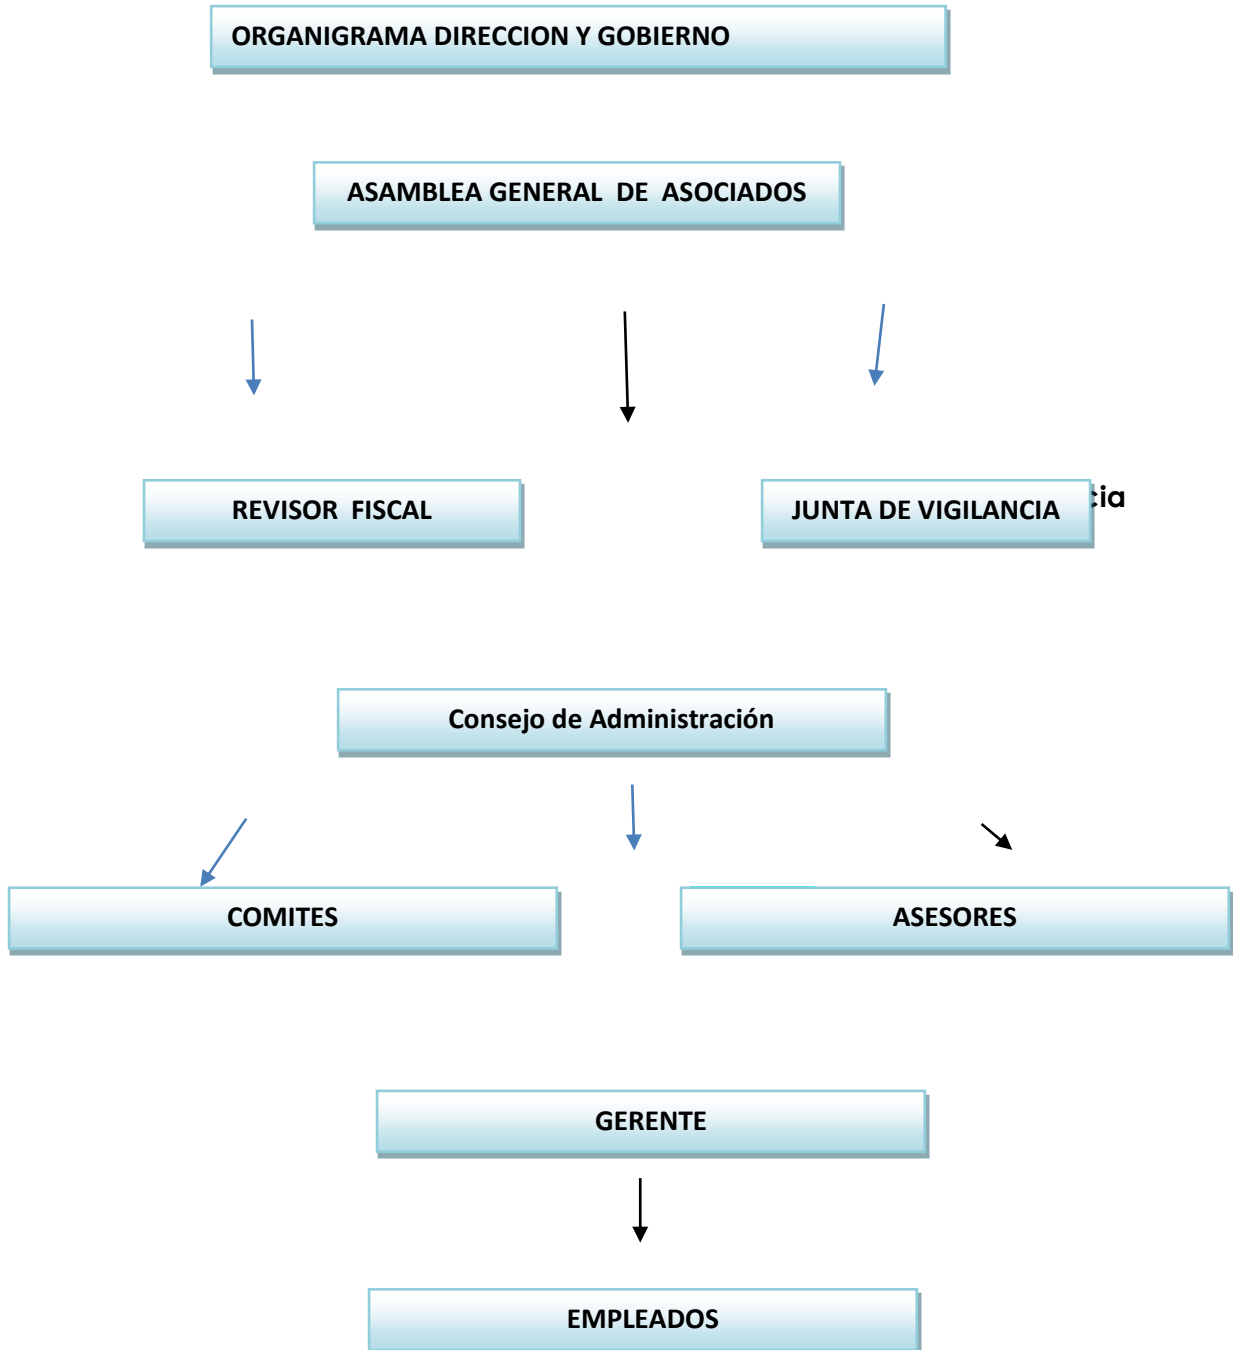 ORGANIGRAMA DIRECCION Y GOBIERNO
ASAMBLEA GENERAL DE ASOCIADOS
REVISOR FISCAL
JUNTA DE VIGILANCIA
cia
Consejo de Administración
COMITES
ASESORES
GERENTE
EMPLEADOS